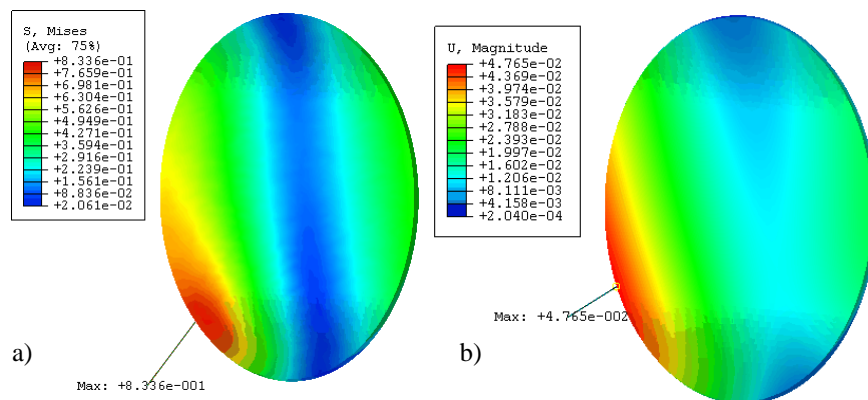 S, Mises
(Avg: 75%)
+8.336e-01
+7.659e-01
+6.981e-01
+6.304e-01
+5.626e-01
+4.949e-01
+4.271e-01
+3.594e-01
+2.916e-01
+2.239e-01
+1.561e-01
+8.836e-02
+2.061e-02
U, Magnitude
+4.765e-02
+4.369e-02
+3.974e-02
+3.579e-02
+3.183e-02
+2.788e-02
+2.393e-02
+1.997e-02
+1.602e-02
+1.206e-02
+8.111e-03
+4.158e-03
+2.040e-04
Max: +4.765e-002
a)
b)
Max: +8.336e-001